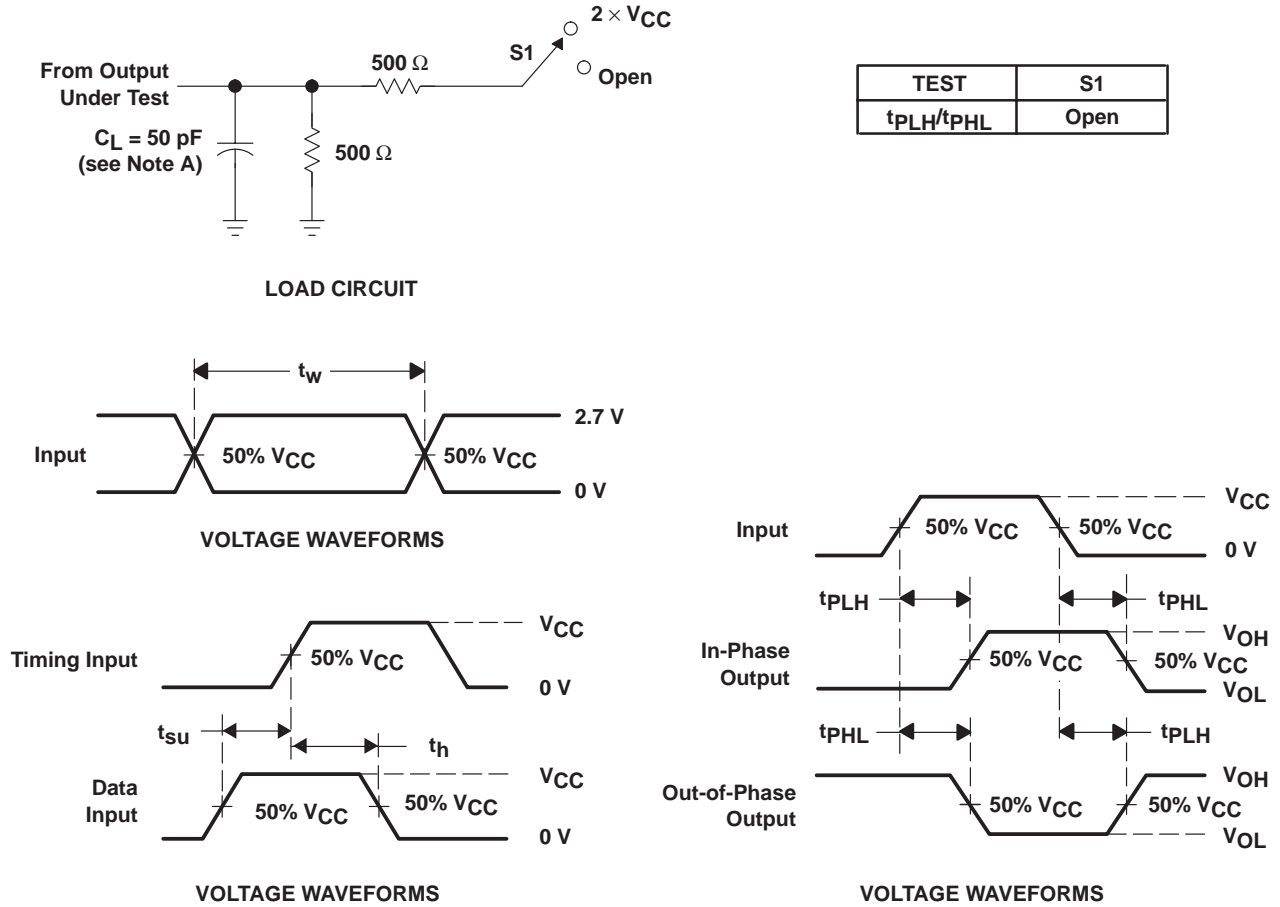 2 × VCC
S1
500 Ω
From Output
Under Test
Open
CL = 50 pF
(see Note A)
500 Ω
LOAD CIRCUIT
TEST S1
tPLH/tPHL Open
tw
2.7 V
Input
50% VCC
50% VCC
0 V
VOLTAGE WAVEFORMS
VCC
Timing Input
50% VCC
0 V
tsu
th
VCC
Data
Input
50% VCC
50% VCC
0 V
VOLTAGE WAVEFORMS
VCC
Input
50% VCC
50% VCC
0 V
tPLH
tPHL
VOH
In-Phase
Output
50% VCC
50% VCC
VOL
tPHL
tPLH
VOH
Out-of-Phase
Output
50% VCC
50% VCC
VOL
VOLTAGE WAVEFORMS